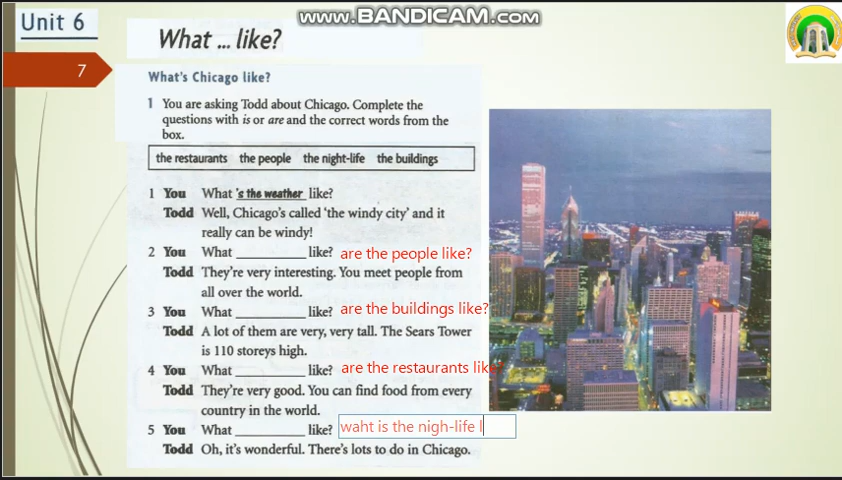 www.BANDICAM.com
Unit 6
What ... like?
7
What's Chicago like?
1 You are asking Todd about Chicago. Complete the
questions with is or are and the correct words from the
box.
the restaurants the people the night-life the buildings
1 You What 's the weather like?
Todd Well, Chicago's called 'the windy city' and it
really can be windy!
2 You What ________ like? are the people like?
Todd They're very interesting. You meet people from
all over the world.
3 You What ________ like? are the buildings like?
Todd A lot of them are very, very tall. The Sears Tower
is 110 storeys high.
4 You What ________ like? are the restaurants like?
Todd They're very good. You can find food from every
country in the world.
5 You What ________ like? waht is the nigh-life l
Todd Oh, it's wonderful. There's lots to do in Chicago.